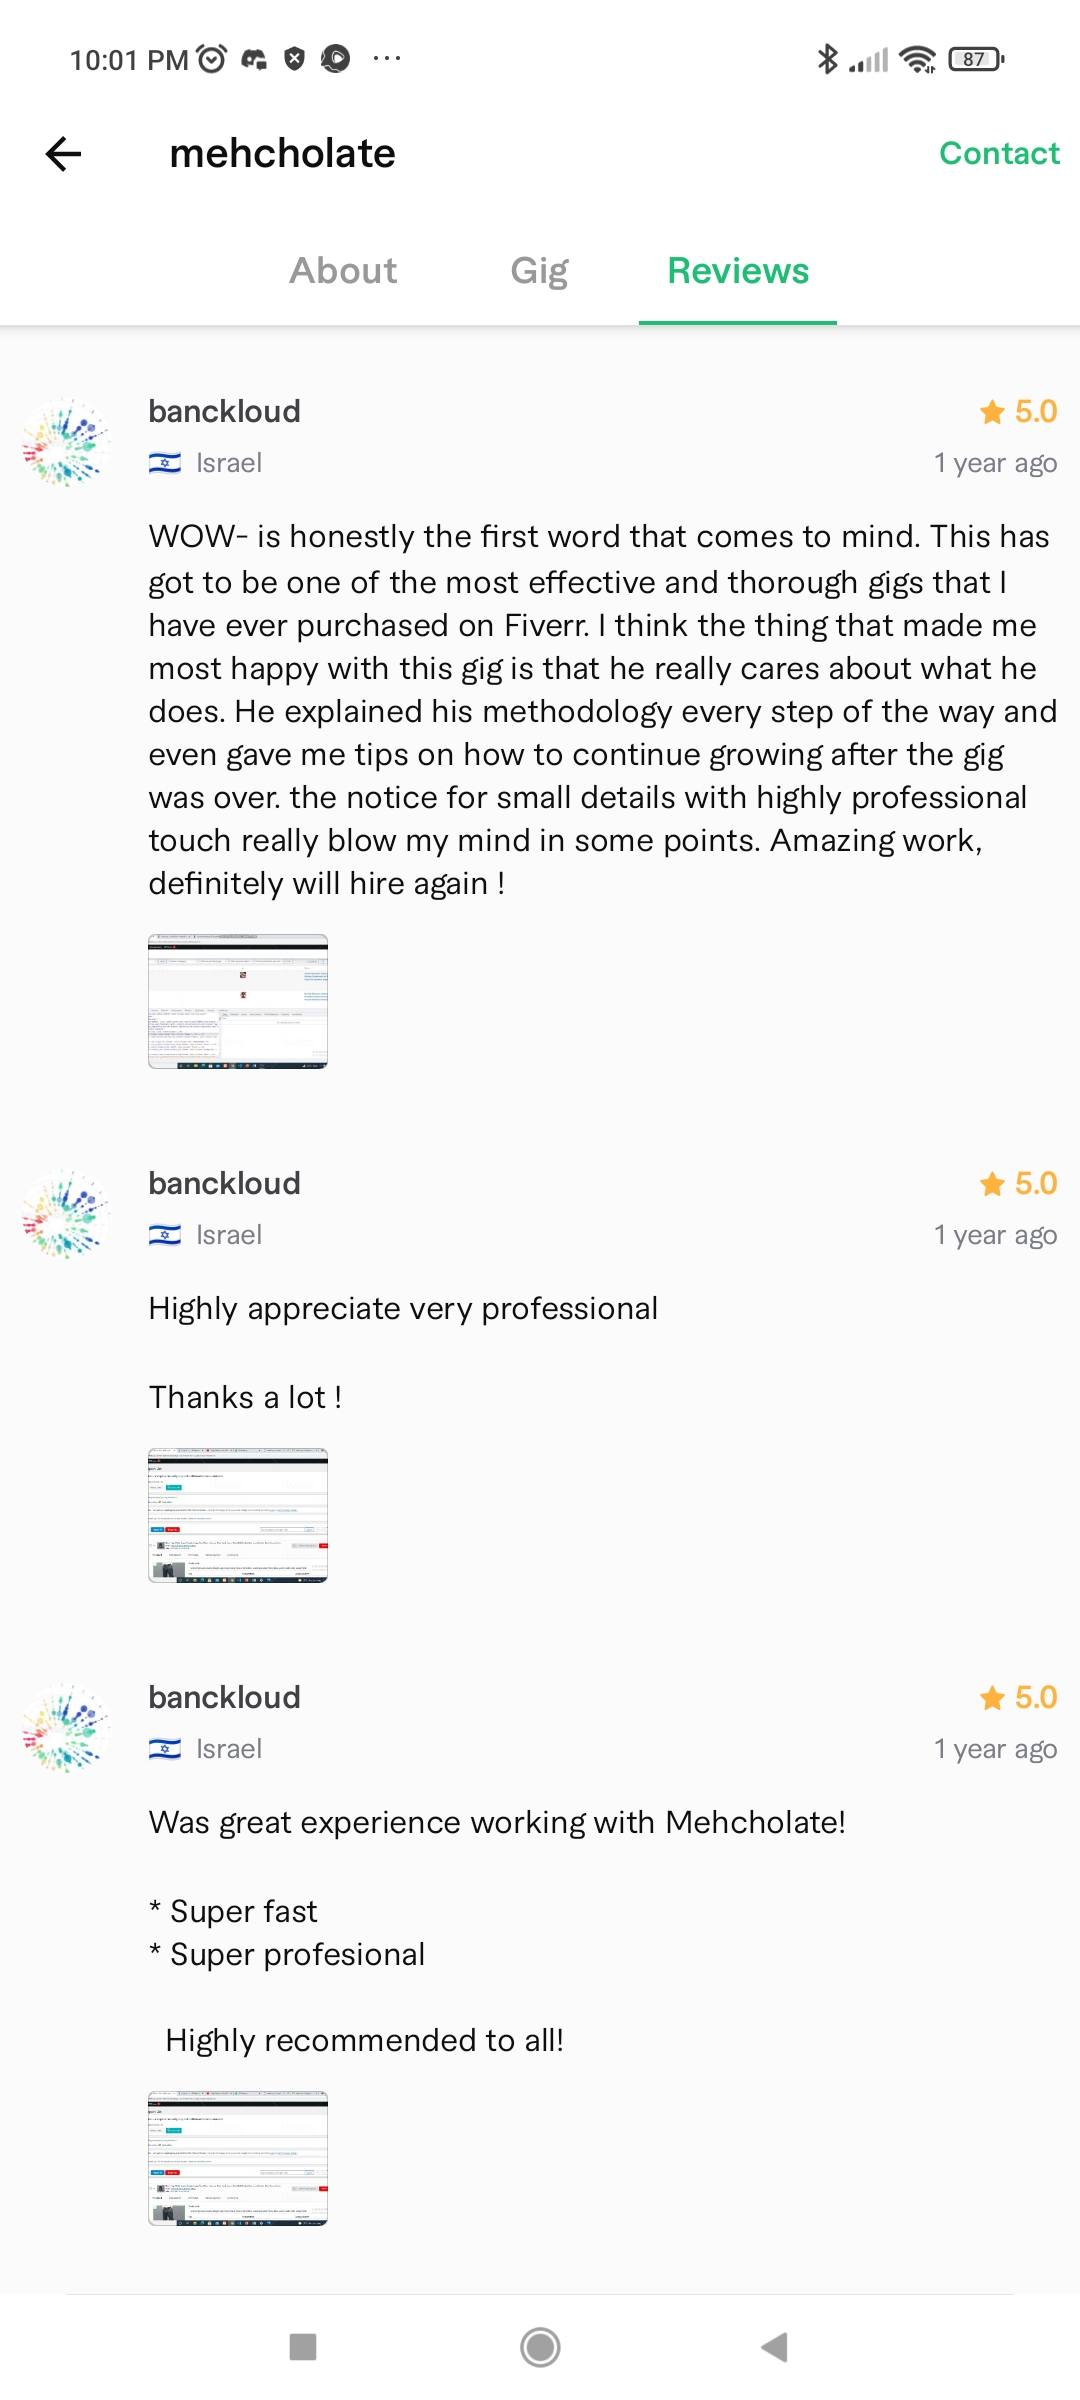 10:01 PM
87
mehcholate
Contact
About
Gig
Reviews
banckloud
5.0
Israel
1 year ago
WOW- is honestly the first word that comes to mind. This has
got to be one of the most effective and thorough gigs that I
have ever purchased on Fiverr. I think the thing that made me
most happy with this gig is that he really cares about what he
does. He explained his methodology every step of the way and
even gave me tips on how to continue growing after the gig
was over. the notice for small details with highly professional
touch really blow my mind in some points. Amazing work,
definitely will hire again !
banckloud
5.0
Israel
1 year ago
Highly appreciate very professional
Thanks a lot !
banckloud
5.0
Israel
1 year ago
Was great experience working with Mehcholate!
* Super fast
* Super profesional
Highly recommended to all!